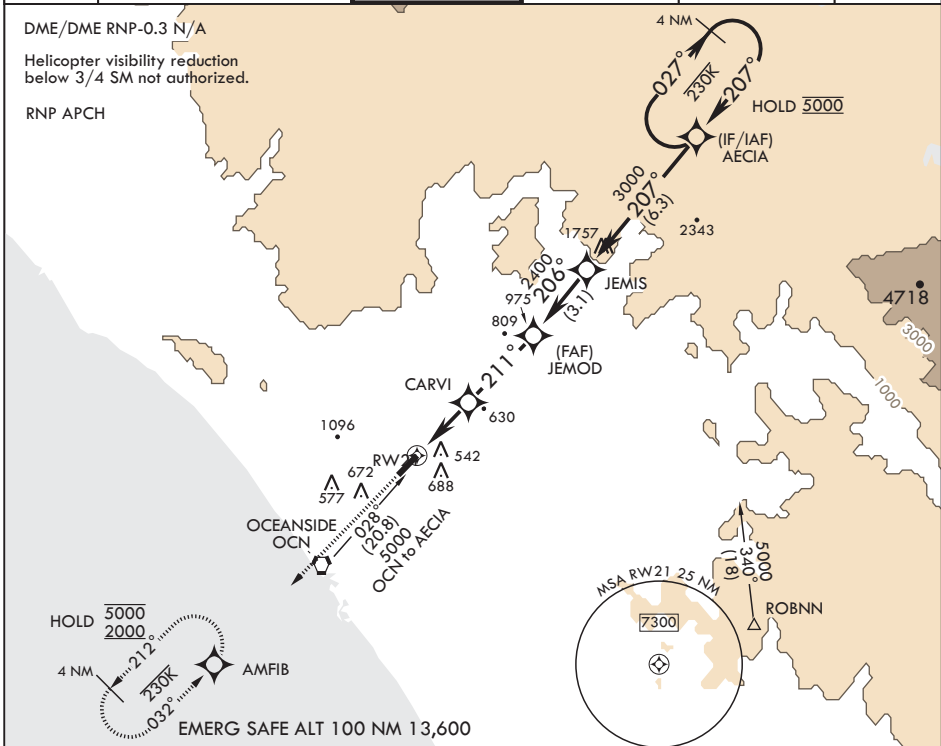 DME/DME RNP-0.3 N/A
Helicopter visibility reduction
below 3/4 SM not authorized.
RNP APCH
4 NM
027°
230K
207°
HOLD 5000
(IF/IAF)
AECIA
3000
207°
(6.3)
2343
1757
JEMIS
2400
206°
(3.1)
975
809
(FAF)
JEMOD
4718
3000
1000
211°
CARVI
630
1096
542
672
577
688
OCEANSIDE
OCN
028°
(20.8)
5000
OCN to AECIA
5000
340°
(18)
ROBNN
MSA RW21 25 NM
7300
HOLD 5000
2000
212°
4 NM
230K
032°
AMFIB
EMERG SAFE ALT 100 NM 13,600